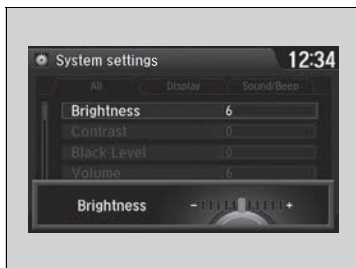 System settings 12:34
All Display Sound/Beep
Brightness 6
Contrast 0
Black Level 0
Volume 6
Brightness - +